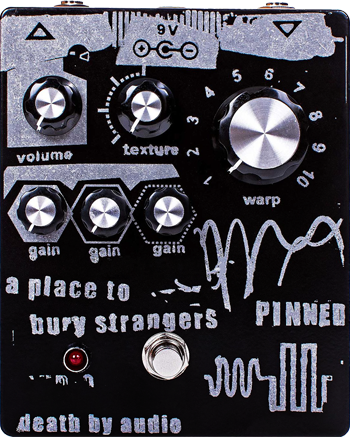 9V
volume
texture
1
2
3
4
5
6
7
8
9
10
warp
gain
gain
gain
a place to
bury strangers
PINNED
death by audio